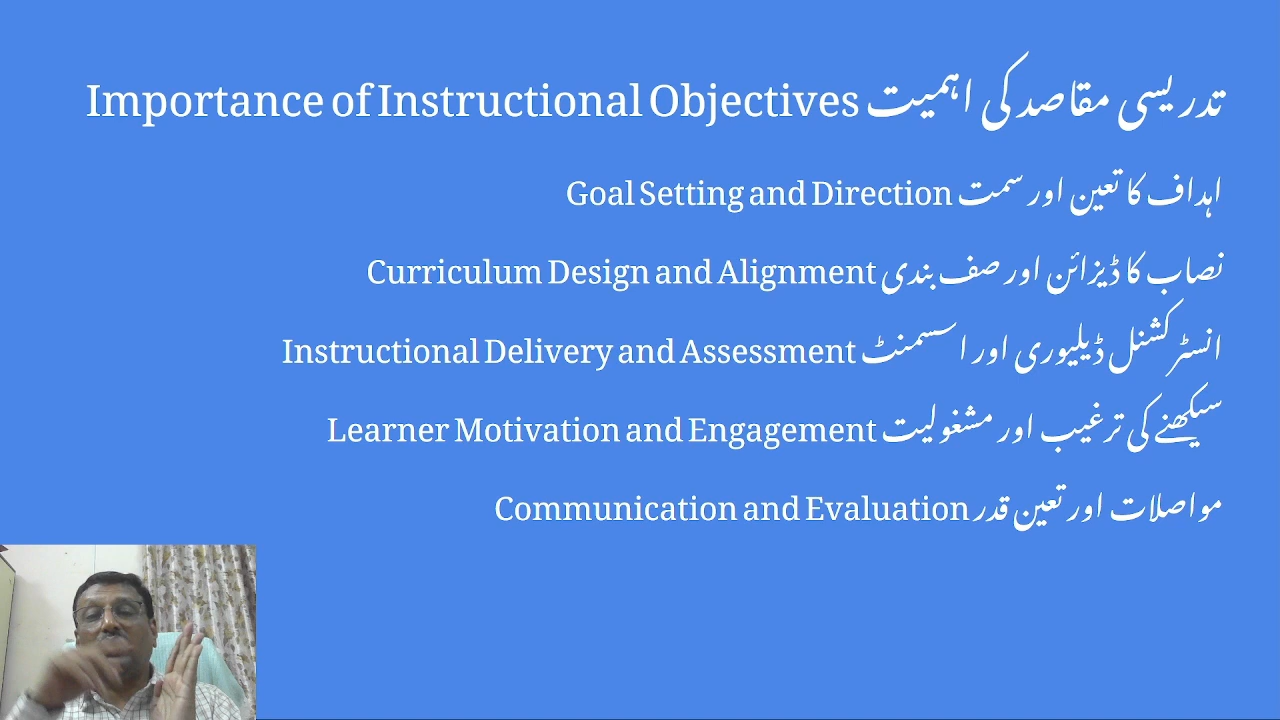 تدریسی مقاصد کی اہمیت Importance of Instructional Objectives
اہداف کا تعین اور سمت Goal Setting and Direction
نصاب کا ڈیزائن اور صف بندی Curriculum Design and Alignment
انسٹرکشنل ڈیلیوری اور اسسمنٹ Instructional Delivery and Assessment
سیکھنے کی ترغیب اور مشغولیت Learner Motivation and Engagement
مواصلات اور تعین قدر Communication and Evaluation